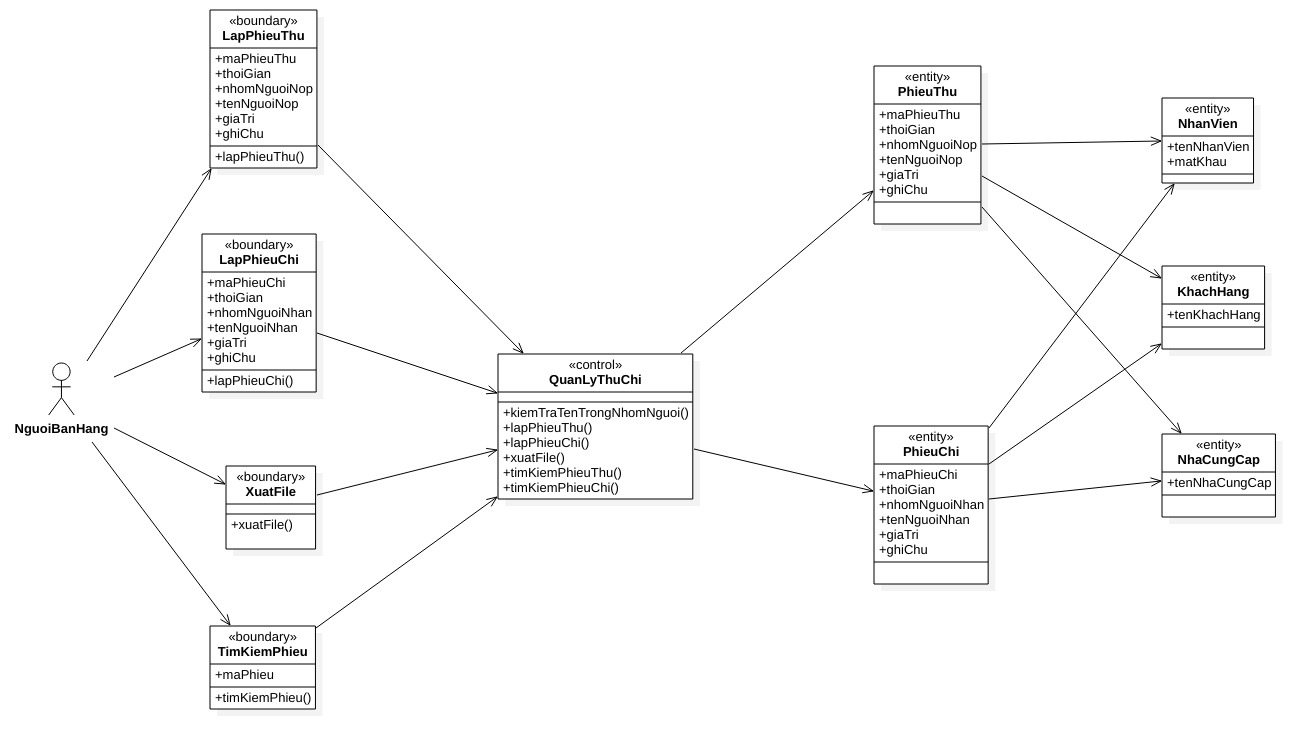 «boundary»
LapPhieuThu
+maPhieuThu
+thoiGian
+nhomNguoiNop
+tenNguoiNop
+giaTri
+ghiChu
+lapPhieuThu()
«boundary»
LapPhieuChi
+maPhieuChi
+thoiGian
+nhomNguoiNhan
+tenNguoiNhan
+giaTri
+ghiChu
+lapPhieuChi()
NguoiBanHang
«boundary»
XuatFile
+xuatFile()
«boundary»
TimKiemPhieu
+maPhieu
+timKiemPhieu()
«control»
QuanLyThuChi
+kiemTraTenTrongNhomNguoi()
+lapPhieuThu()
+lapPhieuChi()
+xuatFile()
+timKiemPhieuThu()
+timKiemPhieuChi()
«entity»
PhieuThu
+maPhieuThu
+thoiGian
+nhomNguoiNop
+tenNguoiNop
+giaTri
+ghiChu
«entity»
PhieuChi
+maPhieuChi
+thoiGian
+nhomNguoiNhan
+tenNguoiNhan
+giaTri
+ghiChu
«entity»
NhanVien
+tenNhanVien
+matKhau
«entity»
KhachHang
+tenKhachHang
«entity»
NhaCungCap
+tenNhaCungCap